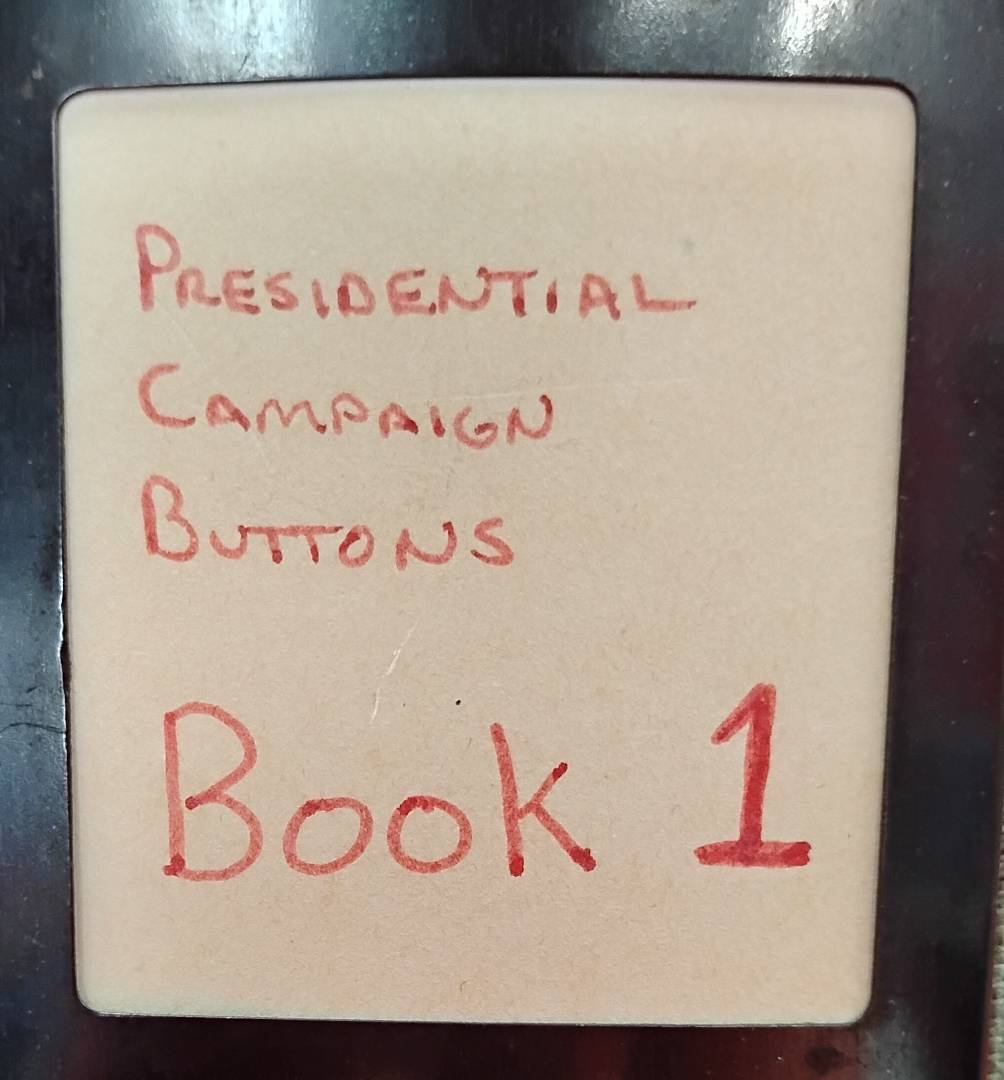 PRESIDENTIAL
CAMPAIGN
BUTTONS
Book 1